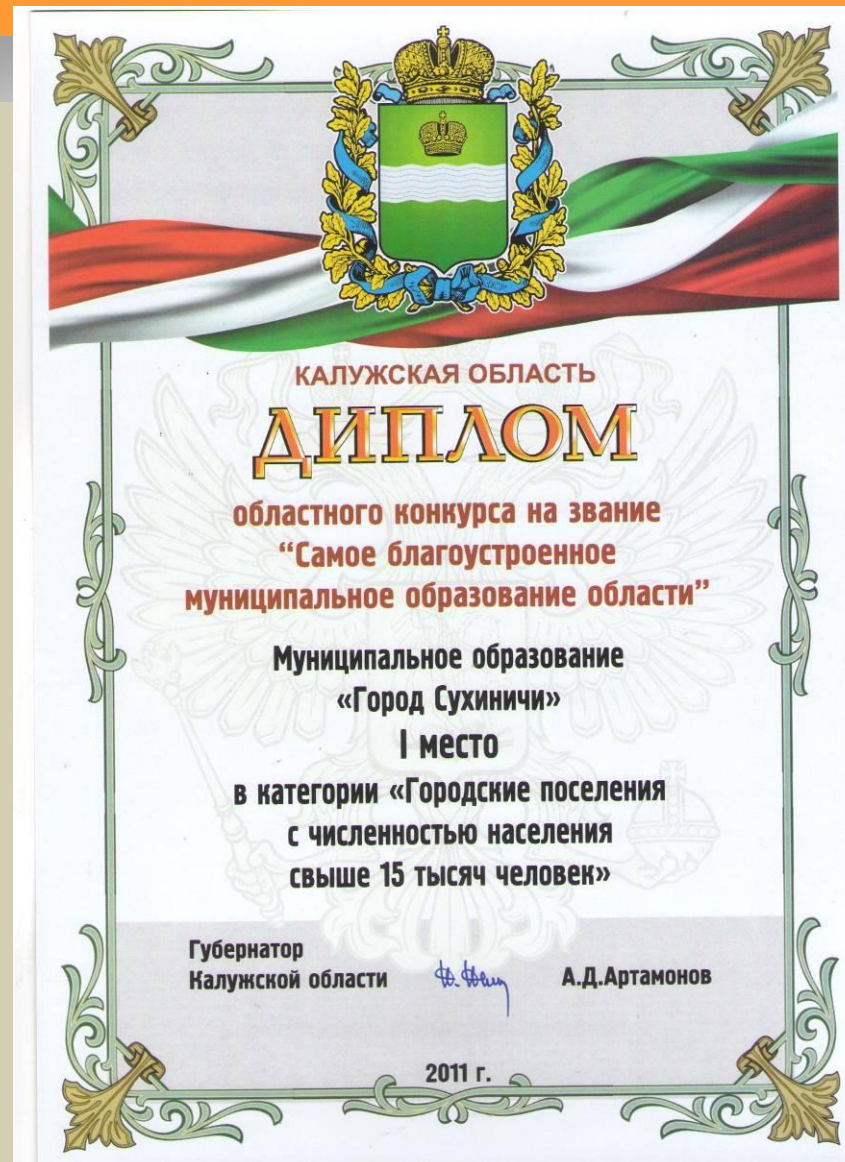 КАЛУЖСКАЯ ОБЛАСТЬ
ДИПЛОМ
областного конкурса на звание
“Самое благоустроенное
муниципальное образование области”
Муниципальное образование
«Город Сухиничи»
I место
в категории «Городские поселения
с численностью населения
свыше 15 тысяч человек»
Губернатор
Калужской области А.Д.Артамонов
2011 г.